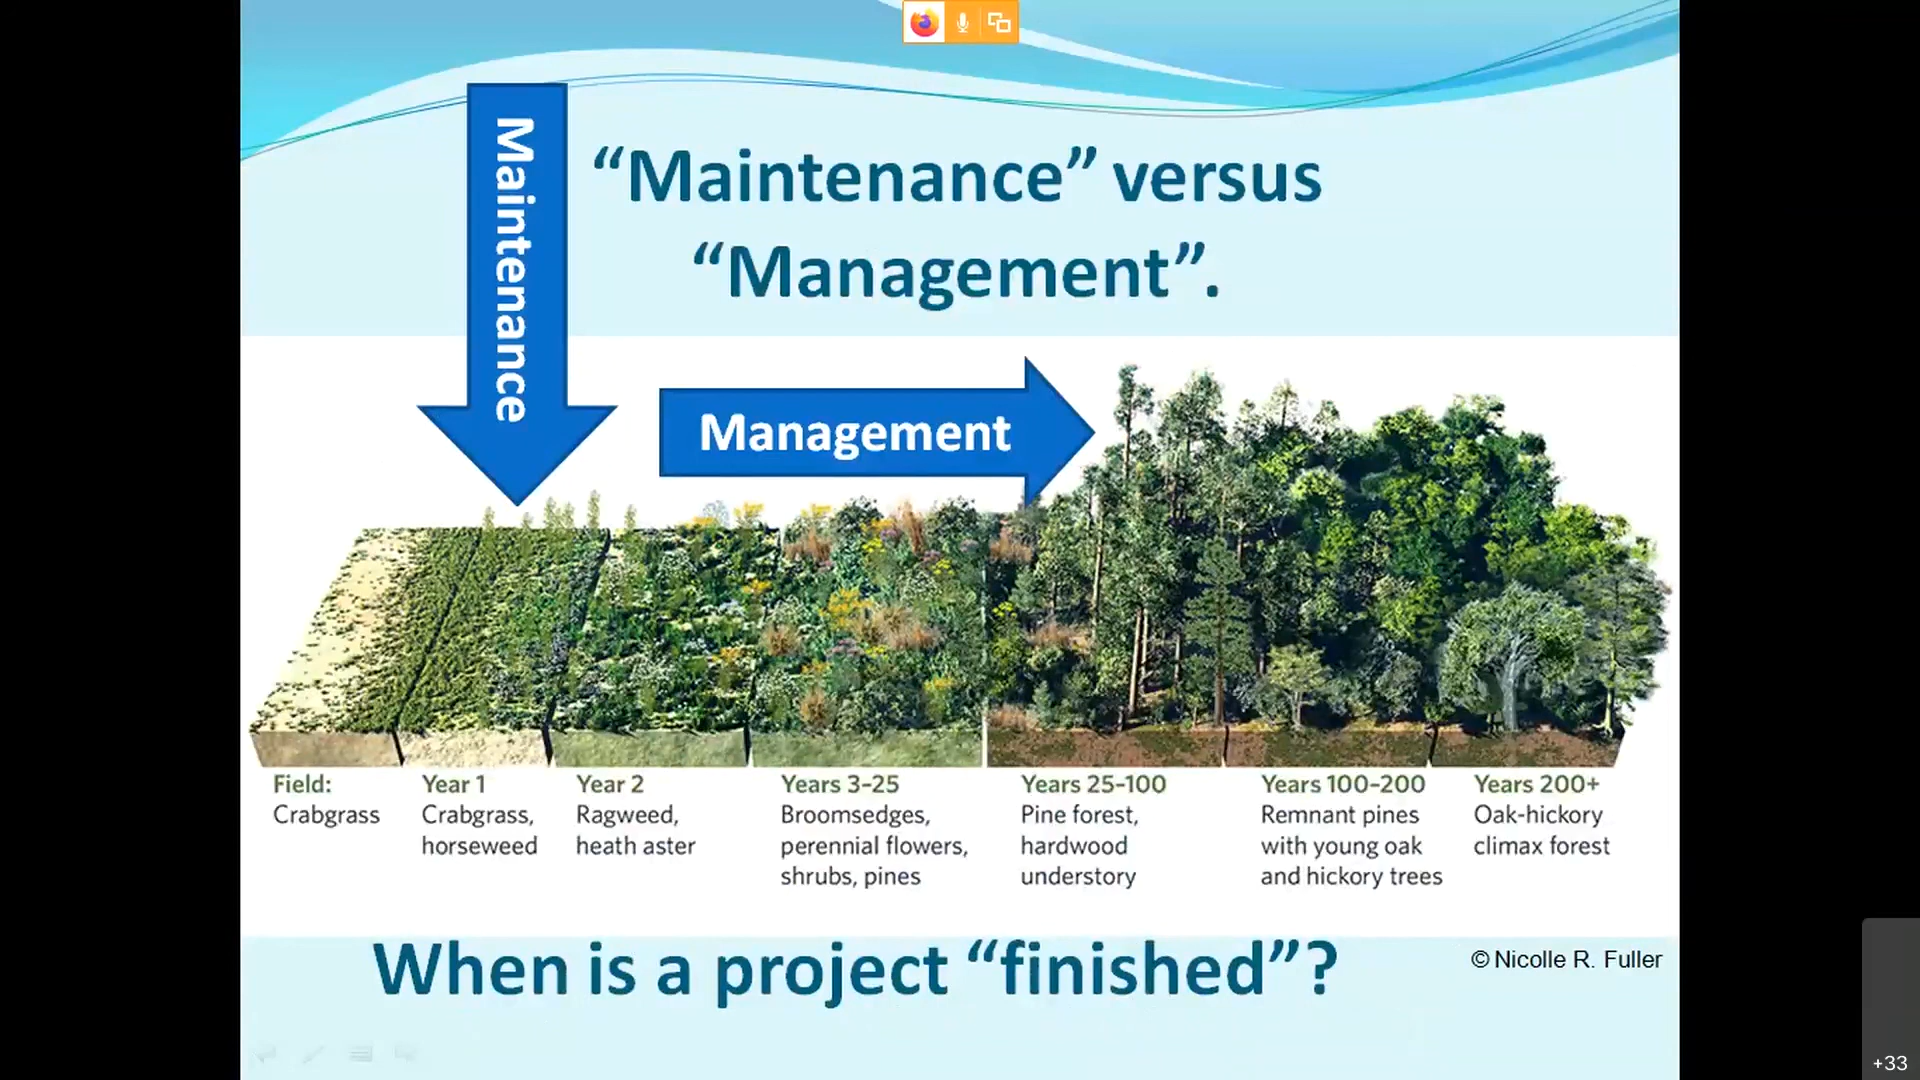 Maintenance
“Maintenance” versus
“Management”.
Management
Field:
Crabgrass
Year 1
Crabgrass,
horseweed
Year 2
Ragweed,
heath aster
Years 3–25
Broomsedges,
perennial flowers,
shrubs, pines
Years 25–100
Pine forest,
hardwood
understory
Years 100–200
Remnant pines
with young oak
and hickory trees
Years 200+
Oak-hickory
climax forest
When is a project “finished”?
© Nicolle R. Fuller
+33